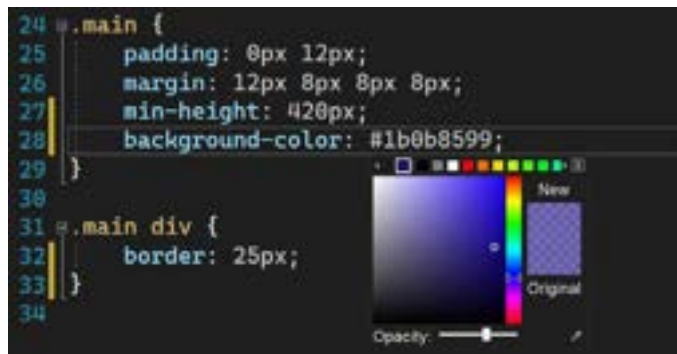 24 .main {
25 padding: 0px 12px;
26 margin: 12px 8px 8px 8px;
27 min-height: 420px;
28 background-color: #1b0b8599;
29 }
30
31 .main div {
32 border: 25px;
33 }
34
New
Original
Opacity: